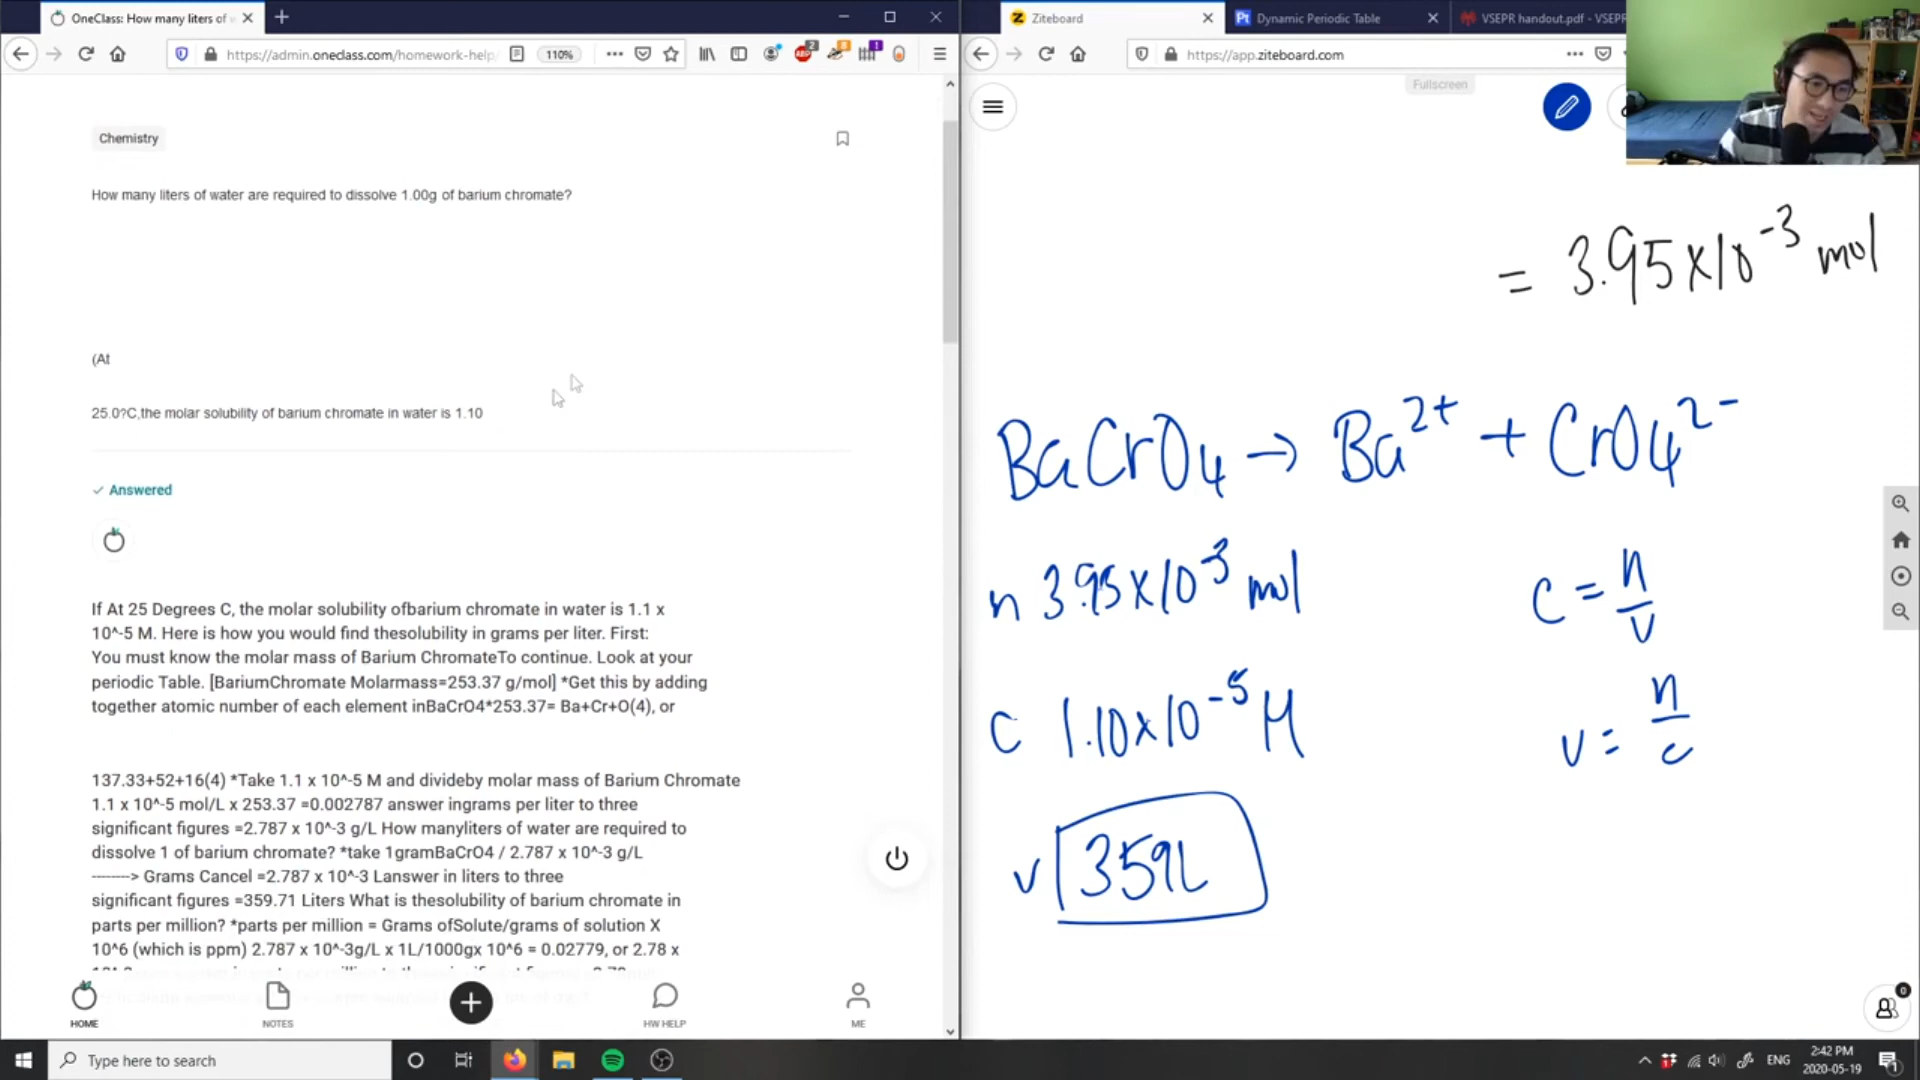 OneClass: How many liters of
https://admin.oneclass.com/homework-help/
110%
Chemistry
How many liters of water are required to dissolve 1.00g of barium chromate?
(At
25.0?C,the molar solubility of barium chromate in water is 1.10
Answered
If At 25 Degrees C, the molar solubility ofbarium chromate in water is 1.1 x
10^-5 M. Here is how you would find thesolubility in grams per liter. First:
You must know the molar mass of Barium ChromateTo continue. Look at your
periodic Table. [BariumChromate Molarmass=253.37 g/mol] *Get this by adding
together atomic number of each element inBaCrO4*253.37= Ba+Cr+O(4), or
137.33+52+16(4) *Take 1.1 x 10^-5 M and divideby molar mass of Barium Chromate
1.1 x 10^-5 mol/L x 253.37 =0.002787 answer ingrams per liter to three
significant figures =2.787 x 10^-3 g/L How manyliters of water are required to
dissolve 1 of barium chromate? *take 1gramBaCrO4 / 2.787 x 10^-3 g/L
--------> Grams Cancel =2.787 x 10^-3 Lanswer in liters to three
significant figures =359.71 Liters What is thesolubility of barium chromate in
parts per million? *parts per million = Grams ofSolute/grams of solution X
10^6 (which is ppm) 2.787 x 10^-3g/L x 1L/1000gx 10^6 = 0.02779, or 2.78 x
HOME
NOTES
HW HELP
ME
Ziteboard
Dynamic Periodic Table
VSEPR handout.pdf - VSEPR
https://app.ziteboard.com
Fullscreen
= 3.95x10⁻³ mol
BaCrO4 → Ba²⁺ + CrO4²⁻
n 3.95x10⁻³ mol
c = n/v
c 1.10x10⁻⁵ M
v = n/c
v 359L
0
Type here to search
ENG
2:42 PM
2020-05-19
1